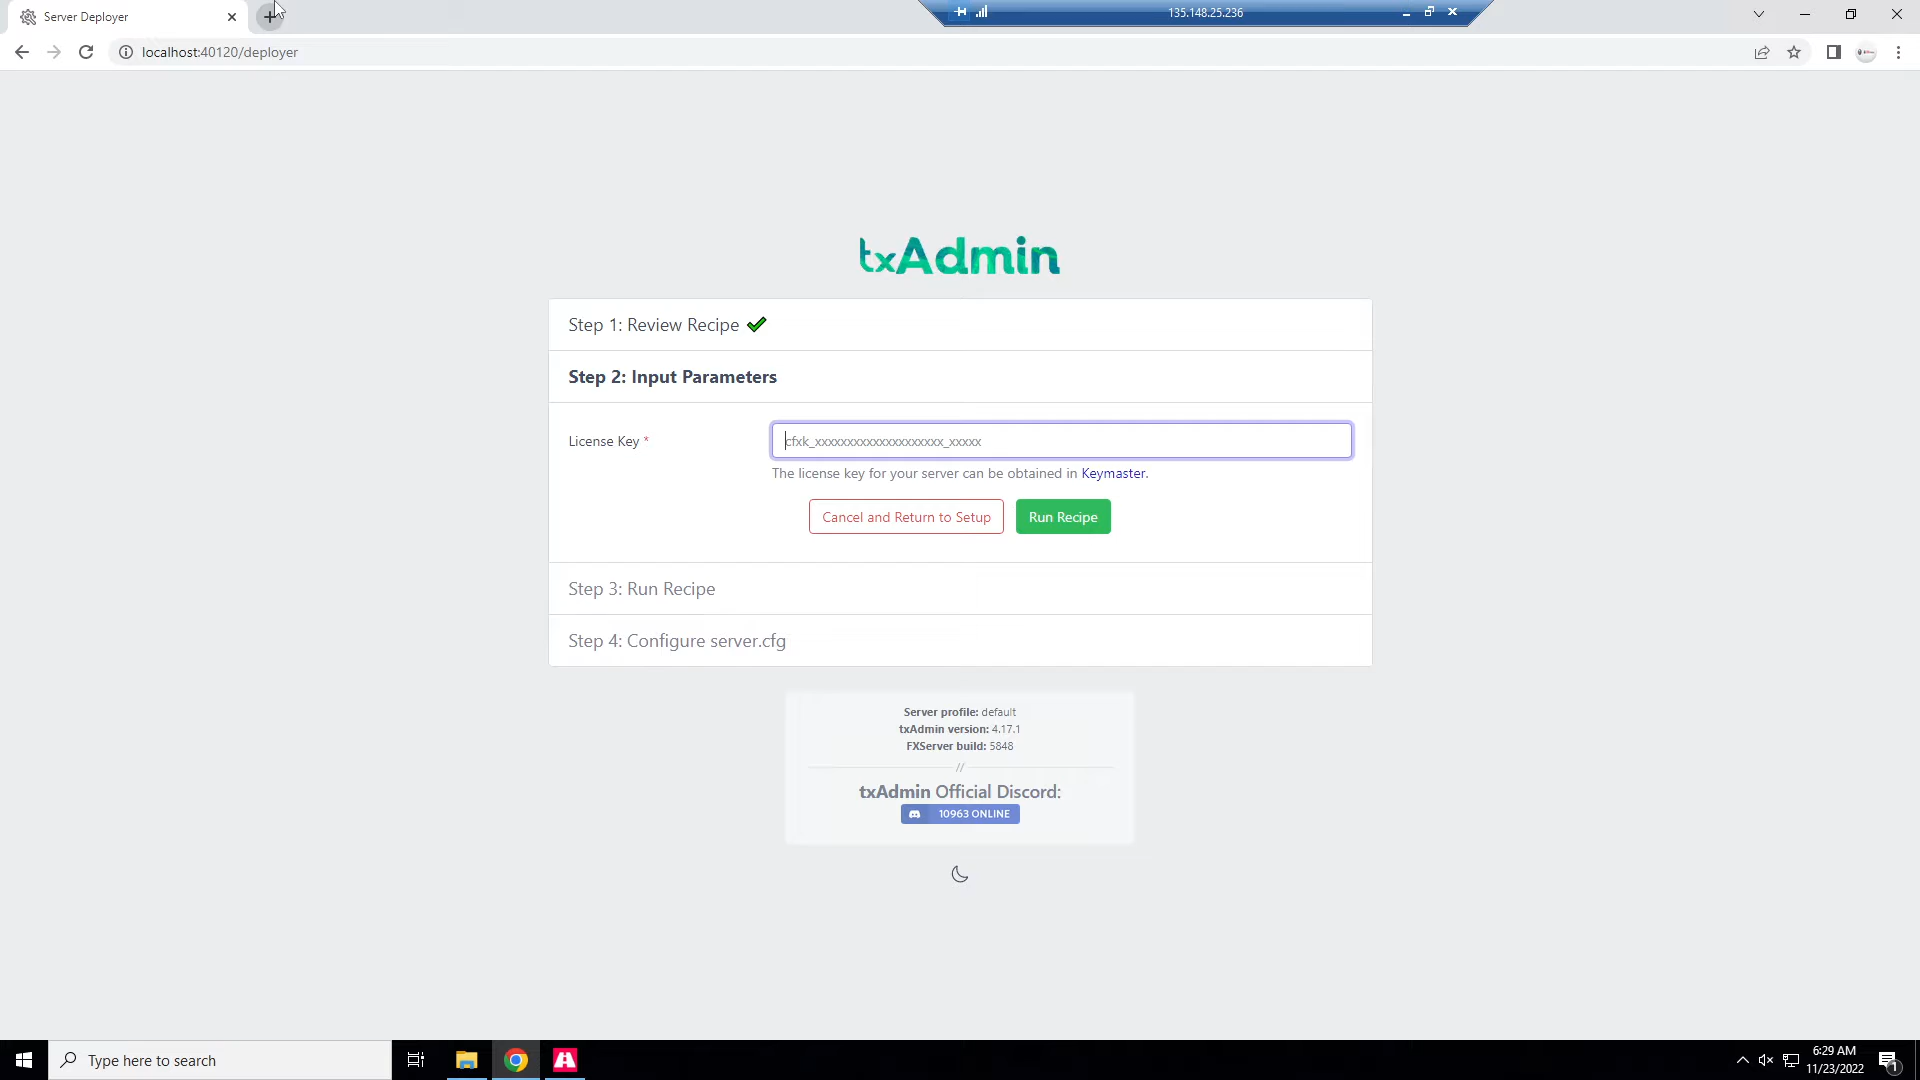 Server Deployer
135.148.25.236
localhost:40120/deployer
txAdmin
Step 1: Review Recipe
Step 2: Input Parameters
License Key *
cfxk_xxxxxxxxxxxxxxxxxxxx_xxxxx
The license key for your server can be obtained in Keymaster.
Cancel and Return to Setup
Run Recipe
Step 3: Run Recipe
Step 4: Configure server.cfg
Server profile: default
txAdmin version: 4.17.1
FXServer build: 5848
//
txAdmin Official Discord:
10963 ONLINE
Type here to search
6:29 AM
11/23/2022
1